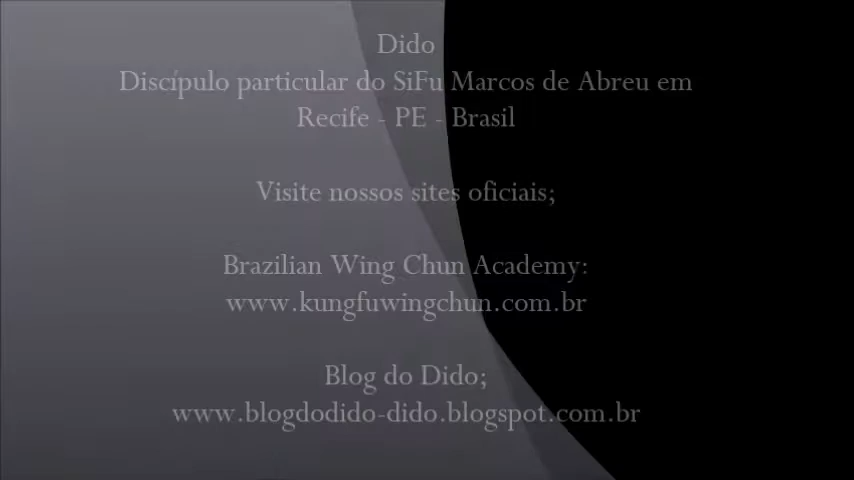 Dido
Discípulo particular do SiFu Marcos de Abreu em
Recife - PE - Brasil
Visite nossos sites oficiais;
Brazilian Wing Chun Academy:
www.kungfuwingchun.com.br
Blog do Dido;
www.blogdodido-dido.blogspot.com.br